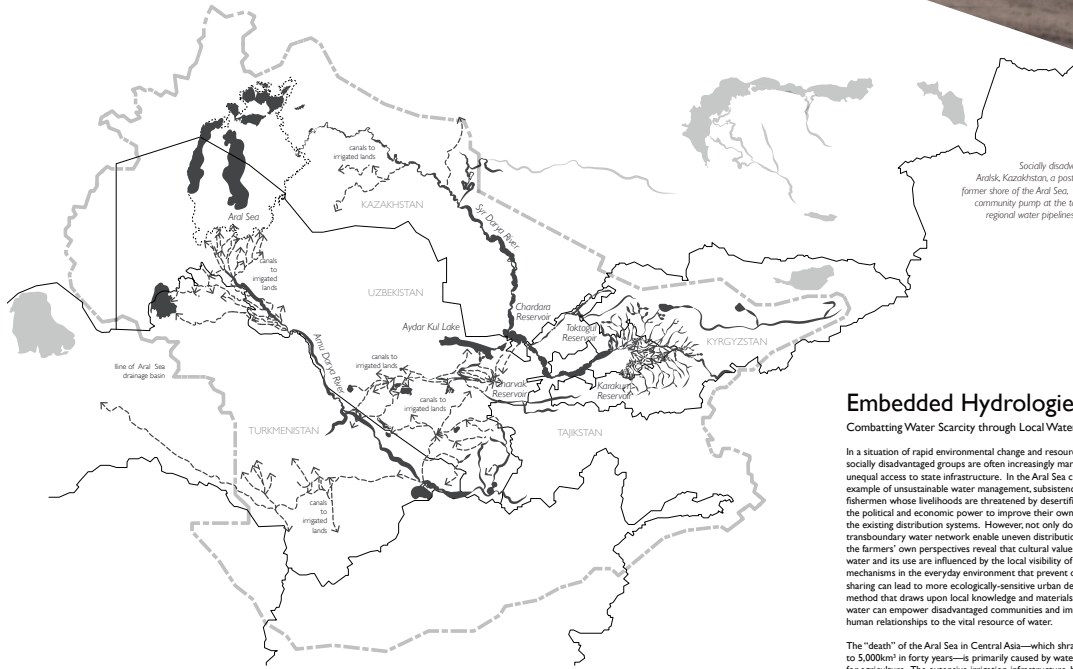 canals to
irrigated lands
KAZAKHSTAN
Syr Darya River
Aral Sea
canals
to
irrigated
lands
UZBEKISTAN
Chardara
Reservoir
Aydar Kul Lake
Toktogul
Reservoir
KYRGYZSTAN
Amu Darya River
line of Aral Sea
drainage basin
canals to
irrigated lands
Charvak
Reservoir
Karakum
Reservoir
canals to
irrigated lands
TURKMENISTAN
TAJIKSTAN
canals
to
irrigated
lands
Socially disadv
Aralsk, Kazakhstan, a post
former shore of the Aral Sea,
community pump at the to
regional water pipelines
Embedded Hydrologie
Combatting Water Scarcity through Local Water
In a situation of rapid environmental change and resourc
socially disadvantaged groups are often increasingly mar
unequal access to state infrastructure. In the Aral Sea c
example of unsustainable water management, subsistenc
fishermen whose livelihoods are threatened by desertifi
the political and economic power to improve their own
the existing distribution systems. However, not only do
transboundary water network enable uneven distributio
the farmers' own perspectives reveal that cultural value
water and its use are influenced by the local visibility of
mechanisms in the everyday environment that prevent o
sharing can lead to more ecologically-sensitive urban de
method that draws upon local knowledge and materials
water can empower disadvantaged communities and im
human relationships to the vital resource of water.
The “death” of the Aral Sea in Central Asia—which shra
to 5,000km² in forty years—is primarily caused by wate